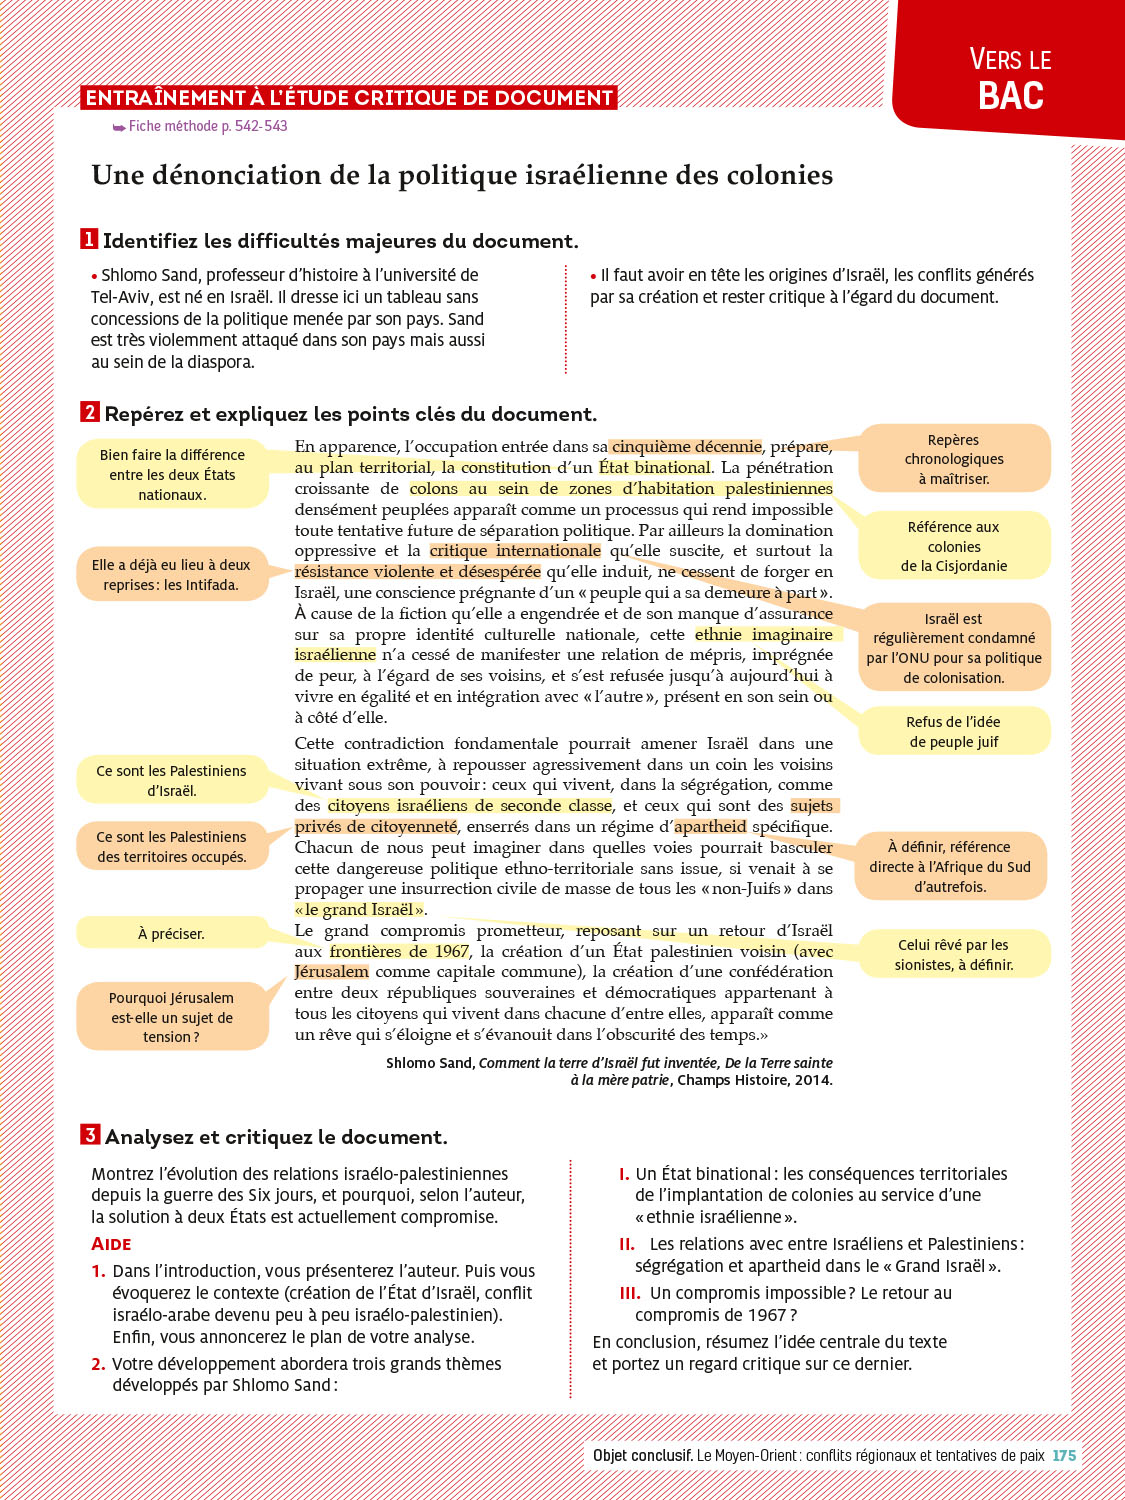 VERS LE
BAC
ENTRAÎNEMENT À L'ÉTUDE CRITIQUE DE DOCUMENT
➥ Fiche méthode p. 542-543
Une dénonciation de la politique israélienne des colonies
1 Identifiez les difficultés majeures du document.
• Shlomo Sand, professeur d'histoire à l'université de
Tel-Aviv, est né en Israël. Il dresse ici un tableau sans
concessions de la politique menée par son pays. Sand
est très violemment attaqué dans son pays mais aussi
au sein de la diaspora.
• Il faut avoir en tête les origines d'Israël, les conflits générés
par sa création et rester critique à l'égard du document.
2 Repérez et expliquez les points clés du document.
Bien faire la différence
entre les deux États
nationaux.
Elle a déjà eu lieu à deux
reprises : les Intifada.
Ce sont les Palestiniens
d'Israël.
Ce sont les Palestiniens
des territoires occupés.
À préciser.
Pourquoi Jérusalem
est-elle un sujet de
tension ?
En apparence, l'occupation entrée dans sa cinquième décennie, prépare,
au plan territorial, la constitution d'un État binational. La pénétration
croissante de colons au sein de zones d'habitation palestiniennes
densément peuplées apparaît comme un processus qui rend impossible
toute tentative future de séparation politique. Par ailleurs la domination
oppressive et la critique internationale qu'elle suscite, et surtout la
résistance violente et désespérée qu'elle induit, ne cessent de forger en
Israël, une conscience prégnante d'un « peuple qui a sa demeure à part ».
À cause de la fiction qu'elle a engendrée et de son manque d'assurance
sur sa propre identité culturelle nationale, cette ethnie imaginaire
israélienne n'a cessé de manifester une relation de mépris, imprégnée
de peur, à l'égard de ses voisins, et s'est refusée jusqu'à aujourd'hui à
vivre en égalité et en intégration avec « l'autre », présent en son sein ou
à côté d'elle.
Cette contradiction fondamentale pourrait amener Israël dans une
situation extrême, à repousser agressivement dans un coin les voisins
vivant sous son pouvoir : ceux qui vivent, dans la ségrégation, comme
des citoyens israéliens de seconde classe, et ceux qui sont des sujets
privés de citoyenneté, enserrés dans un régime d'apartheid spécifique.
Chacun de nous peut imaginer dans quelles voies pourrait basculer
cette dangereuse politique ethno-territoriale sans issue, si venait à se
propager une insurrection civile de masse de tous les « non-Juifs » dans
« le grand Israël ».
Le grand compromis prometteur, reposant sur un retour d'Israël
aux frontières de 1967, la création d'un État palestinien voisin (avec
Jérusalem comme capitale commune), la création d'une confédération
entre deux républiques souveraines et démocratiques appartenant à
tous les citoyens qui vivent dans chacune d'entre elles, apparaît comme
un rêve qui s'éloigne et s'évanouit dans l'obscurité des temps.»
Shlomo Sand, Comment la terre d'Israël fut inventée, De la Terre sainte
à la mère patrie, Champs Histoire, 2014.
Repères
chronologiques
à maîtriser.
Référence aux
colonies
de la Cisjordanie
Israël est
régulièrement condamné
par l'ONU pour sa politique
de colonisation.
Refus de l'idée
de peuple juif
À définir, référence
directe à l'Afrique du Sud
d'autrefois.
Celui rêvé par les
sionistes, à définir.
3 Analysez et critiquez le document.
Montrez l'évolution des relations israélo-palestiniennes
depuis la guerre des Six jours, et pourquoi, selon l'auteur,
la solution à deux États est actuellement compromise.
AIDE
1. Dans l'introduction, vous présenterez l'auteur. Puis vous
évoquerez le contexte (création de l'État d'Israël, conflit
israélo-arabe devenu peu à peu israélo-palestinien).
Enfin, vous annoncerez le plan de votre analyse.
2. Votre développement abordera trois grands thèmes
développés par Shlomo Sand :
I. Un État binational : les conséquences territoriales
de l'implantation de colonies au service d'une
« ethnie israélienne ».
II. Les relations avec entre Israéliens et Palestiniens :
ségrégation et apartheid dans le « Grand Israël ».
III. Un compromis impossible ? Le retour au
compromis de 1967 ?
En conclusion, résumez l'idée centrale du texte
et portez un regard critique sur ce dernier.
Objet conclusif. Le Moyen-Orient : conflits régionaux et tentatives de paix 175